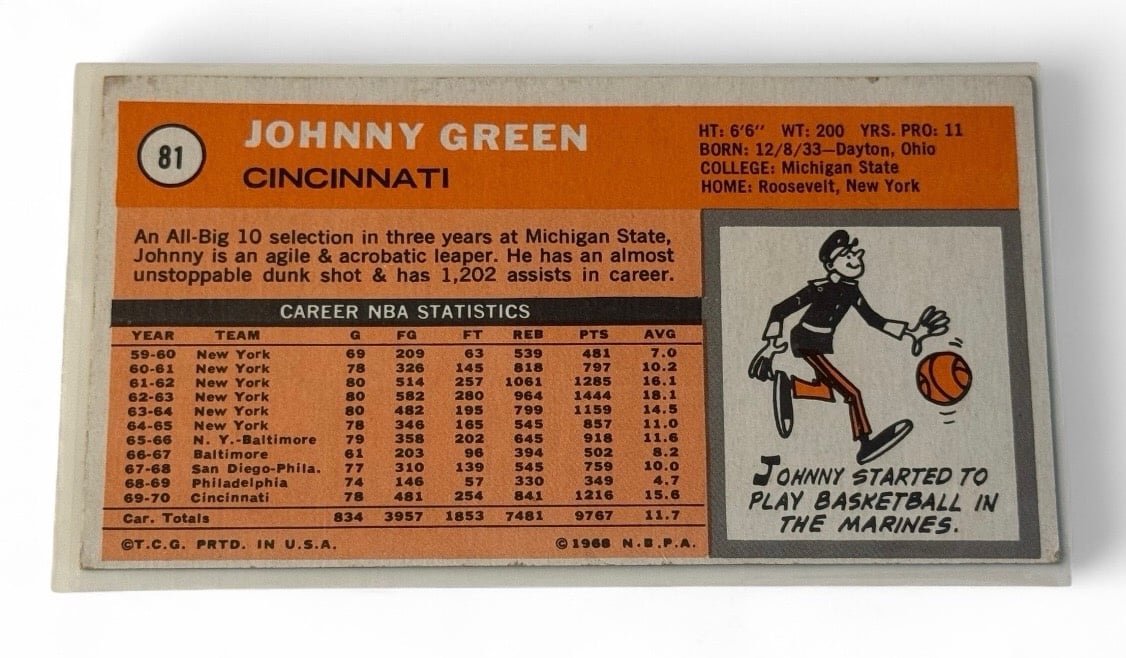 81
JOHNNY GREEN
CINCINNATI
HT: 6'6" WT: 200 YRS. PRO: 11
BORN: 12/8/33—Dayton, Ohio
COLLEGE: Michigan State
HOME: Roosevelt, New York
An All-Big 10 selection in three years at Michigan State,
Johnny is an agile & acrobatic leaper. He has an almost
unstoppable dunk shot & has 1,202 assists in career.
CAREER NBA STATISTICS
YEAR TEAM G FG FT REB PTS AVG
59-60 New York 69 209 63 539 481 7.0
60-61 New York 78 326 145 818 797 10.2
61-62 New York 80 514 257 1061 1285 16.1
62-63 New York 80 582 280 964 1444 18.1
63-64 New York 80 482 195 799 1159 14.5
64-65 New York 78 346 165 545 857 11.0
65-66 N. Y.-Baltimore 79 358 202 645 918 11.6
66-67 Baltimore 61 203 96 394 502 8.2
67-68 San Diego-Phila. 77 310 139 545 759 10.0
68-69 Philadelphia 74 146 57 330 349 4.7
69-70 Cincinnati 78 481 254 841 1216 15.6
Car. Totals 834 3957 1853 7481 9767 11.7
©T.C.G. PRTD. IN U.S.A. ©1968 N.B.P.A.
JOHNNY STARTED TO
PLAY BASKETBALL IN
THE MARINES.